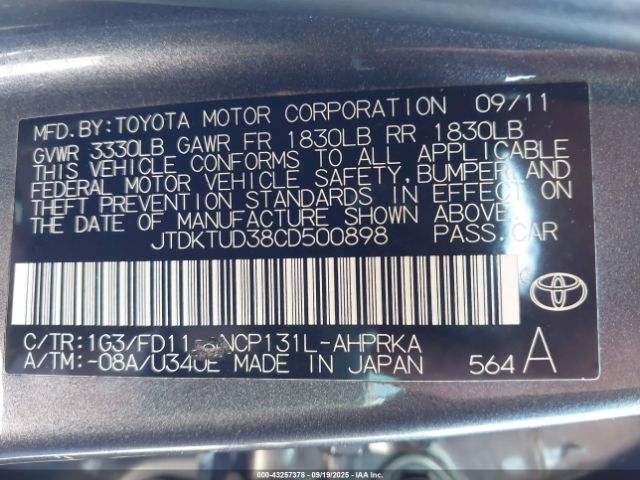 MFD.BY:TOYOTA MOTOR CORPORATION 09/11
GVWR 3330LB GAWR FR 1830LB RR 1830LB
THIS VEHICLE CONFORMS TO ALL APPLICABLE
FEDERAL MOTOR VEHICLE SAFETY,BUMPER,AND
THEFT PREVENTION STANDARDS IN EFFECT ON
THE DATE OF MANUFACTURE SHOWN ABOVE.
JTDKTUD38CD500898 PASS.CAR
C/TR:1G3/FD11 NCP131L-AHPRKA
A/TM:-08A/U340E MADE IN JAPAN 564 A
000-43257378 - 09/19/2025 - IAAI.COM